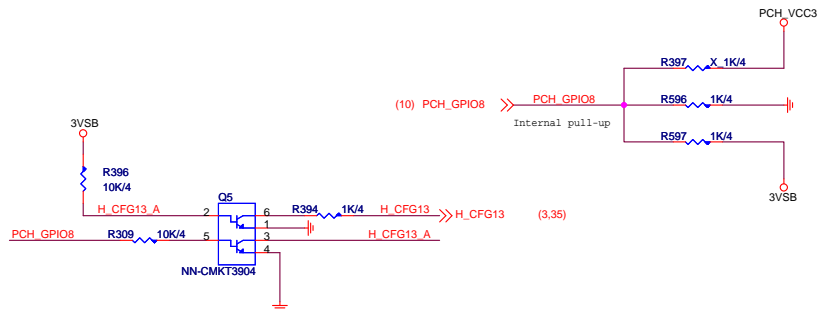 PCH_VCC3
R397 X_1K/4
(10) PCH_GPIO8 PCH_GPIO8 R596 1K/4
Internal pull-up
R597 1K/4
3VSB
3VSB
R396
10K/4
Q5
H_CFG13_A 2 6 R394 1K/4 H_CFG13 H_CFG13 (3,35)
1
PCH_GPIO8 R309 10K/4 5 3 H_CFG13_A
4
NN-CMKT3904